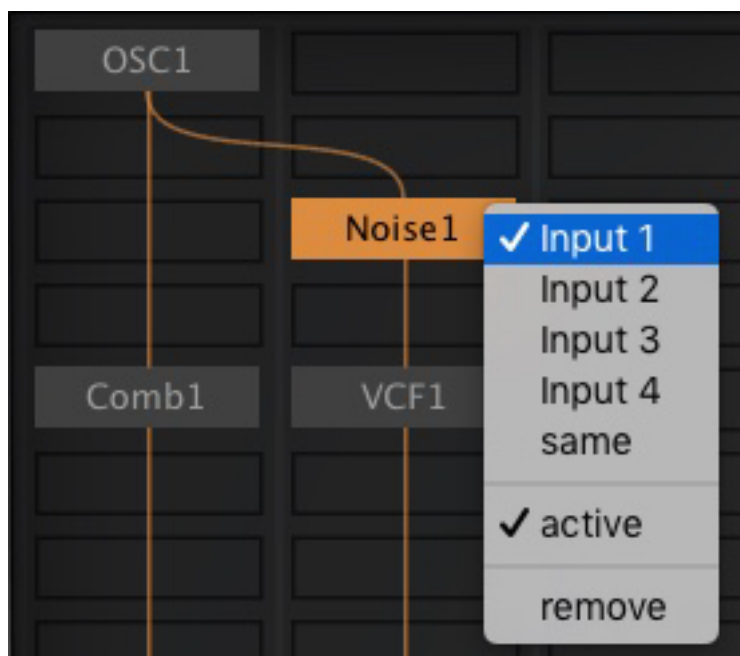 OSC1
Noise1
Comb1
VCF1
✓ Input 1
Input 2
Input 3
Input 4
same
✓ active
remove